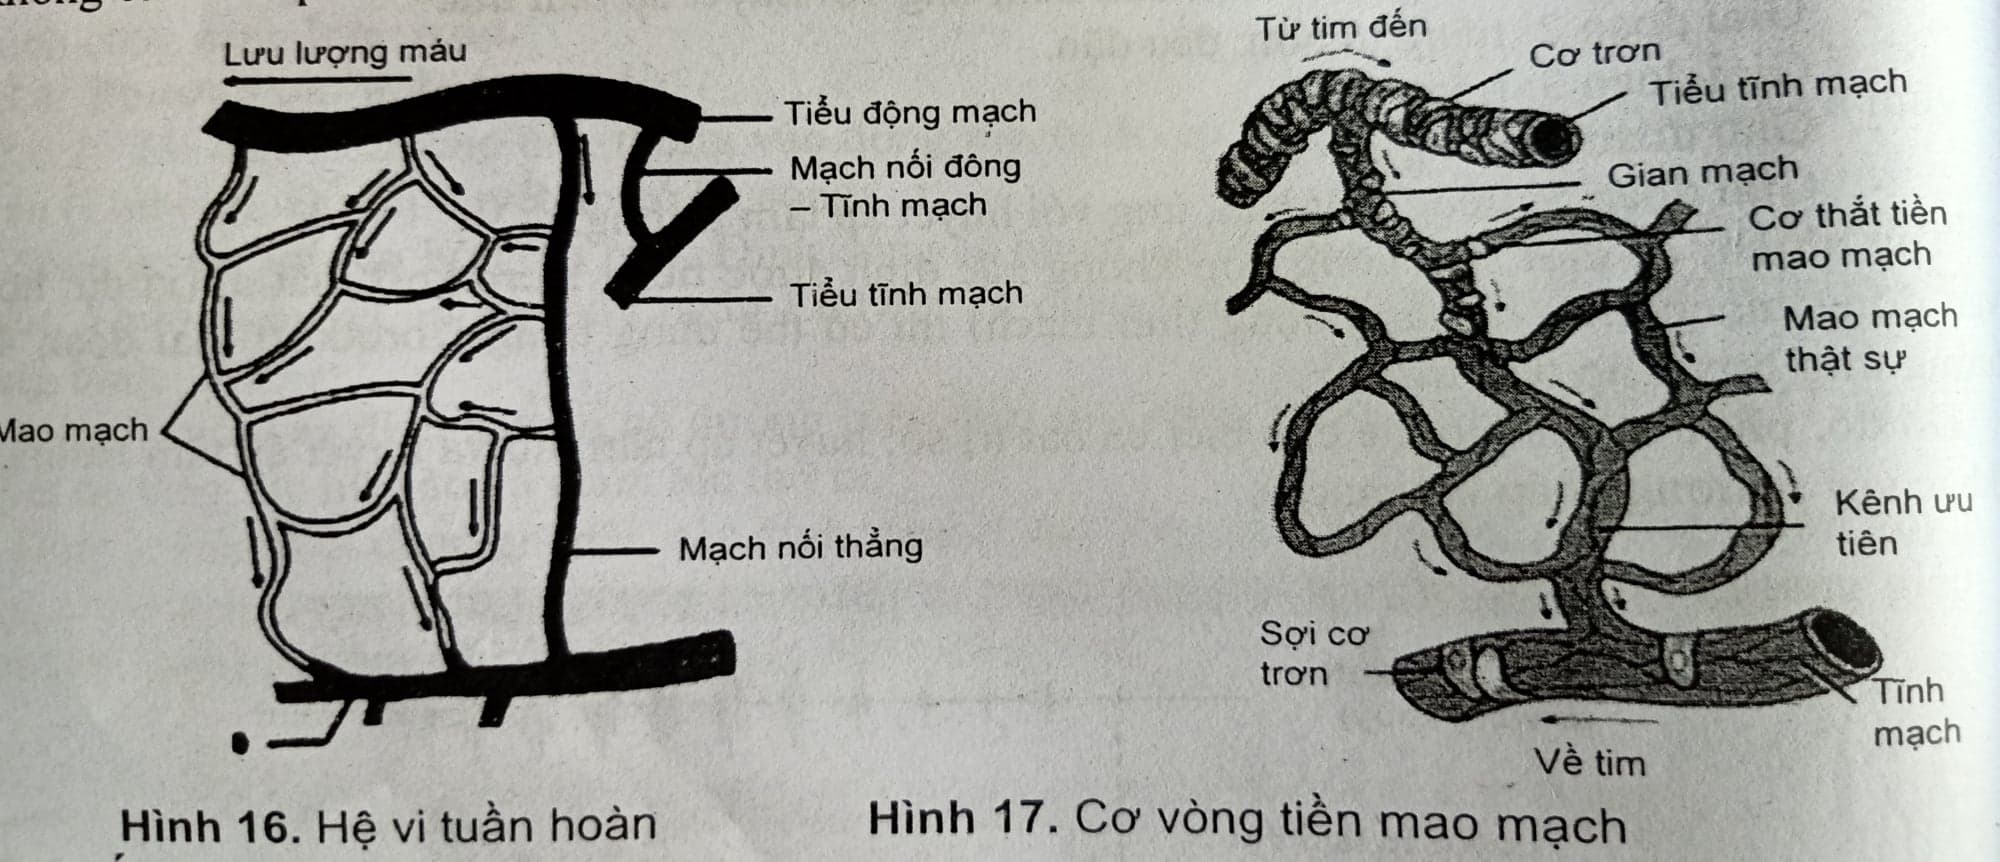 Lưu lượng máu
Tiểu động mạch
Mạch nối đông
– Tĩnh mạch
Tiểu tĩnh mạch
Mao mạch
Mạch nối thẳng
Hình 16. Hệ vi tuần hoàn
Từ tim đến
Cơ trơn
Tiểu tĩnh mạch
Gian mạch
Cơ thắt tiền
mao mạch
Mao mạch
thật sự
Kênh ưu
tiên
Sợi cơ
trơn
Tĩnh
mạch
Về tim
Hình 17. Cơ vòng tiền mao mạch